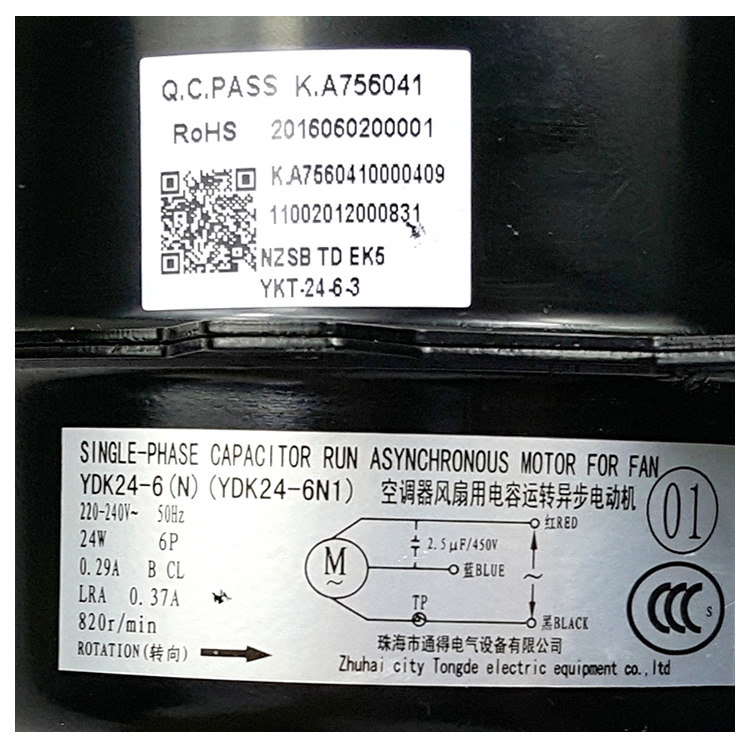 Q.C.PASS K.A756041
RoHS 2016060200001
K.A7560410000409
11002012000831
NZSB TD EK5
YKT-24-6-3
SINGLE-PHASE CAPACITOR RUN ASYNCHRONOUS MOTOR FOR FAN
YDK24-6(N)(YDK24-6N1) 空调器风扇用电容运转异步电动机
01
220-240V~ 50Hz
红RED
24W 6P
2.5μF/450V
M
~
0.29A B CL
蓝BLUE
~
CCC S
LRA 0.37A
TP
820r/min
黑BLACK
ROTATION(转向)
珠海市通得电气设备有限公司
Zhuhai city Tongde electric equipment co.,ltd